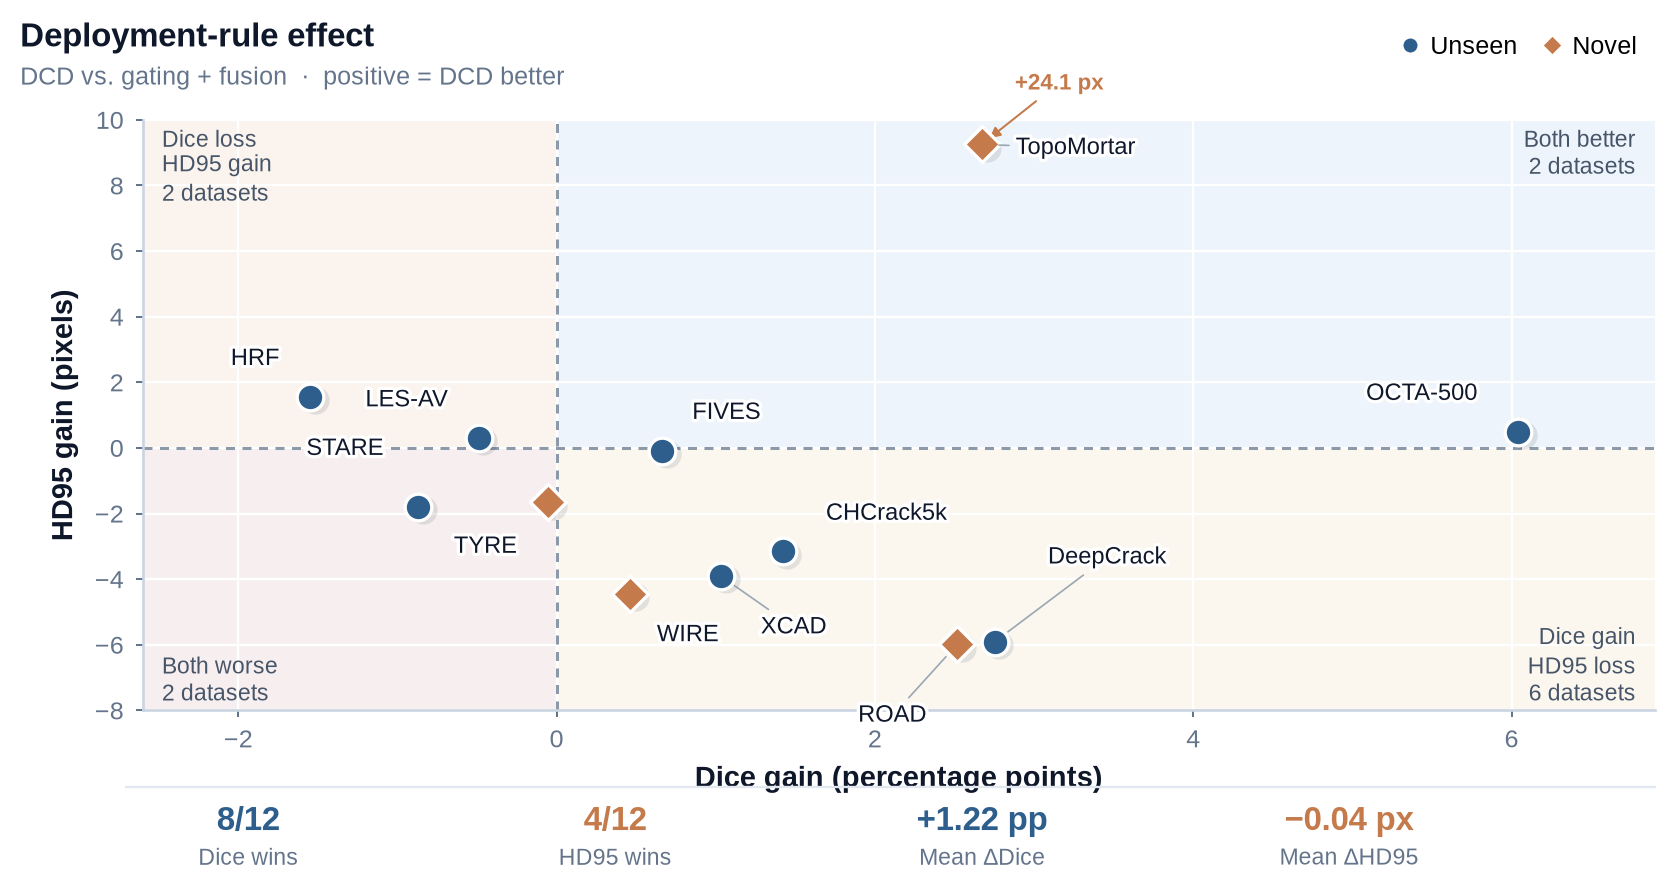 Deployment-rule effect
DCD vs. gating + fusion · positive = DCD better
Unseen
Novel
+24.1 px
TopoMortar
Dice loss
HD95 gain
2 datasets
Both better
2 datasets
HRF
LES-AV
STARE
FIVES
OCTA-500
TYRE
CHCrack5k
DeepCrack
WIRE
XCAD
ROAD
Both worse
2 datasets
Dice gain
HD95 loss
6 datasets
10
8
6
4
2
0
−2
−4
−6
−8
HD95 gain (pixels)
−2
0
2
4
6
Dice gain (percentage points)
8/12
Dice wins
4/12
HD95 wins
+1.22 pp
Mean ΔDice
−0.04 px
Mean ΔHD95